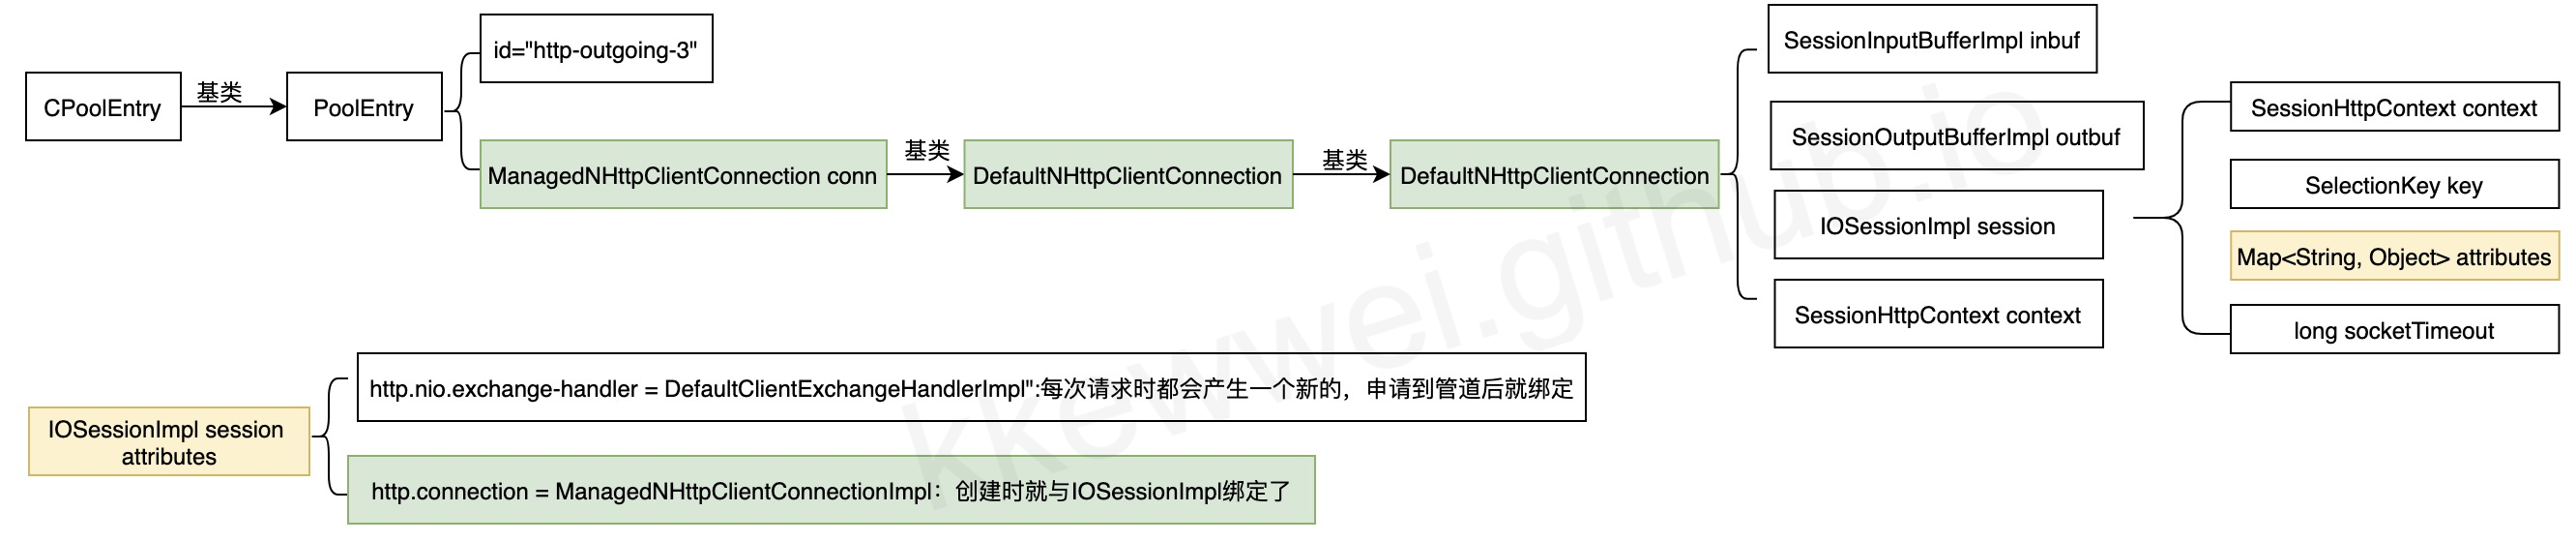 CPoolEntry
基类
PoolEntry
id="http-outgoing-3"
ManagedNHttpClientConnection conn
基类
DefaultNHttpClientConnection
基类
DefaultNHttpClientConnection
SessionInputBufferImpl inbuf
SessionOutputBufferImpl outbuf
IOSessionImpl session
SessionHttpContext context
SessionHttpContext context
SelectionKey key
Map<String, Object> attributes
long socketTimeout
IOSessionImpl session
attributes
http.nio.exchange-handler = DefaultClientExchangeHandlerImpl":每次请求时都会产生一个新的，申请到管道后就绑定
http.connection = ManagedNHttpClientConnectionImpl：创建时就与IOSessionImpl绑定了
kkewwei.github.io